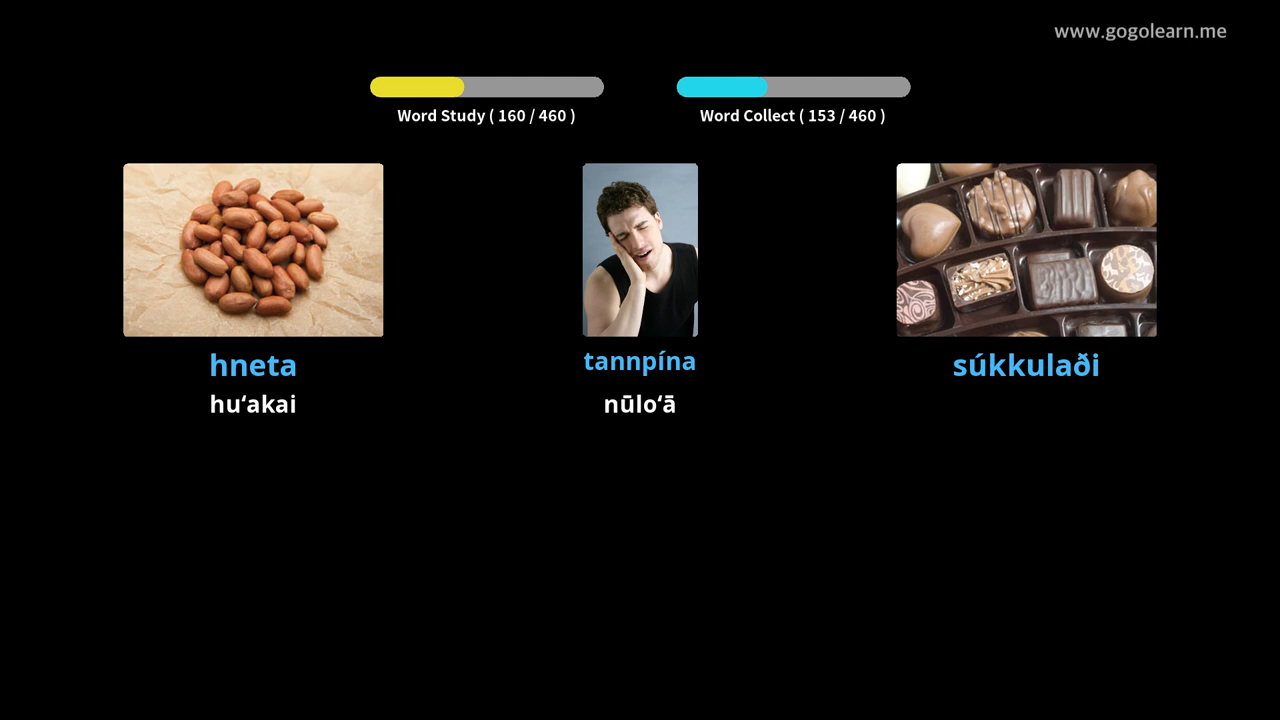 www.gogolearn.me
Word Study ( 160 / 460 )
Word Collect ( 153 / 460 )
hneta
tannpína
súkkulaði
huʻakai
nūloʻā